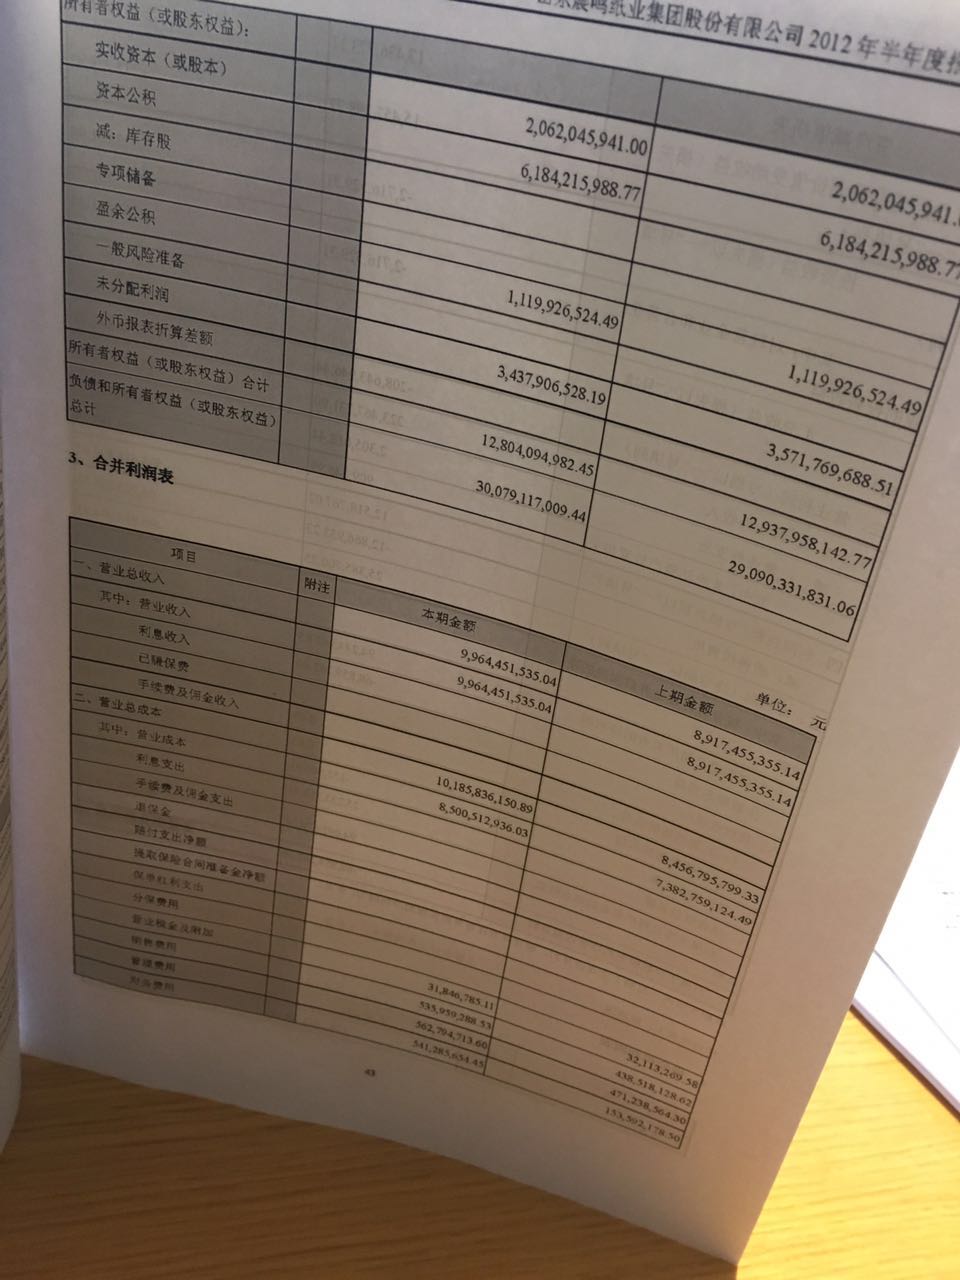 山东晨鸣纸业集团股份有限公司 2012 年半年度报
所有者权益（或股东权益）：
实收资本（或股本） 2,062,045,941.00 2,062,045,941.
资本公积 6,184,215,988.77 6,184,215,988.77
减：库存股
专项储备
盈余公积 1,119,926,524.49 1,119,926,524.49
一般风险准备
未分配利润 3,437,906,528.19 3,571,769,688.51
外币报表折算差额
所有者权益（或股东权益）合计 12,804,094,982.45 12,937,958,142.77
负债和所有者权益（或股东权益）总计 30,079,117,009.44 29,090,331,831.06
3、合并利润表
单位： 元
项目 附注 本期金额 上期金额
一、营业总收入 9,964,451,535.04 8,917,455,355.14
其中：营业收入 9,964,451,535.04 8,917,455,355.14
利息收入
已赚保费
手续费及佣金收入
二、营业总成本 10,185,836,150.89 8,456,795,799.33
其中：营业成本 8,500,512,936.03 7,382,759,124.49
利息支出
手续费及佣金支出
退保金
赔付支出净额
提取保险合同准备金净额
保单红利支出
分保费用
营业税金及附加 31,846,785.11 32,113,269.58
销售费用 535,959,288.53 438,518,128.62
管理费用 562,794,713.60 471,238,564.30
财务费用 541,285,654.45 153,592,178.50
43